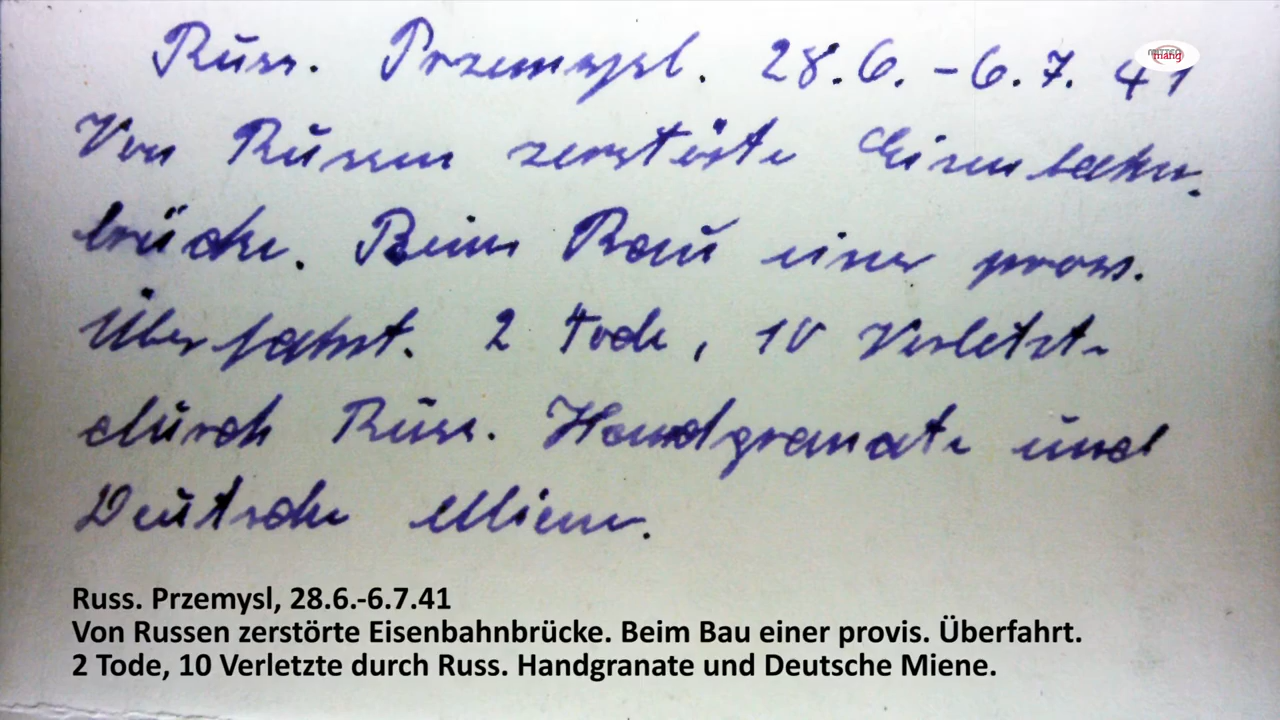 Russ. Przemysl. 28.6.-6.7.41
Von Russen zerstörte Eisenbahn-
brücke. Beim Bau einer provis.
Überfahrt. 2 Tode, 10 Verletzte
durch Russ. Handgranate und
Deutsche Miene.
mang
Russ. Przemysl, 28.6.-6.7.41
Von Russen zerstörte Eisenbahnbrücke. Beim Bau einer provis. Überfahrt.
2 Tode, 10 Verletzte durch Russ. Handgranate und Deutsche Miene.